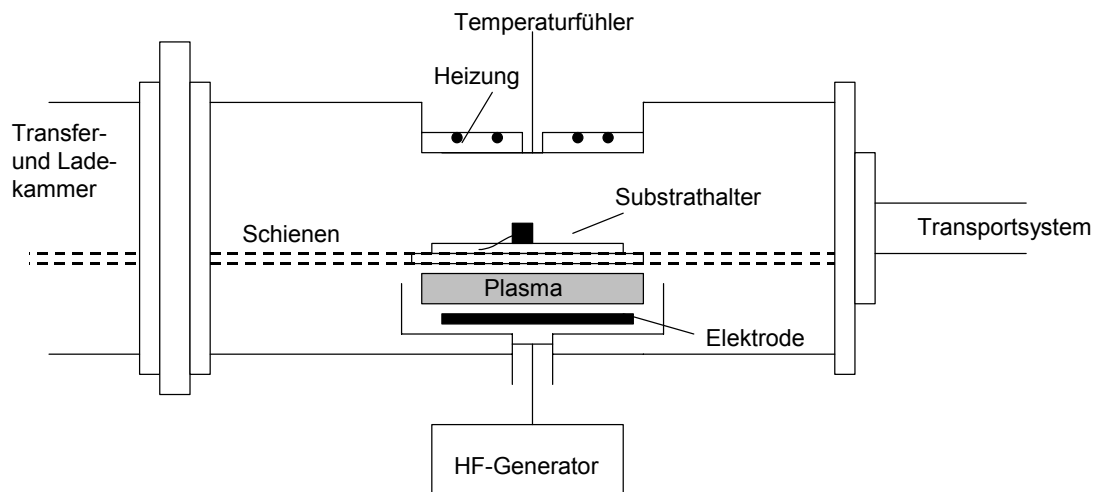 Temperaturfühler
Heizung
Transfer-
und Lade-
kammer
Substrathalter
Schienen
Transportsystem
Plasma
Elektrode
HF-Generator